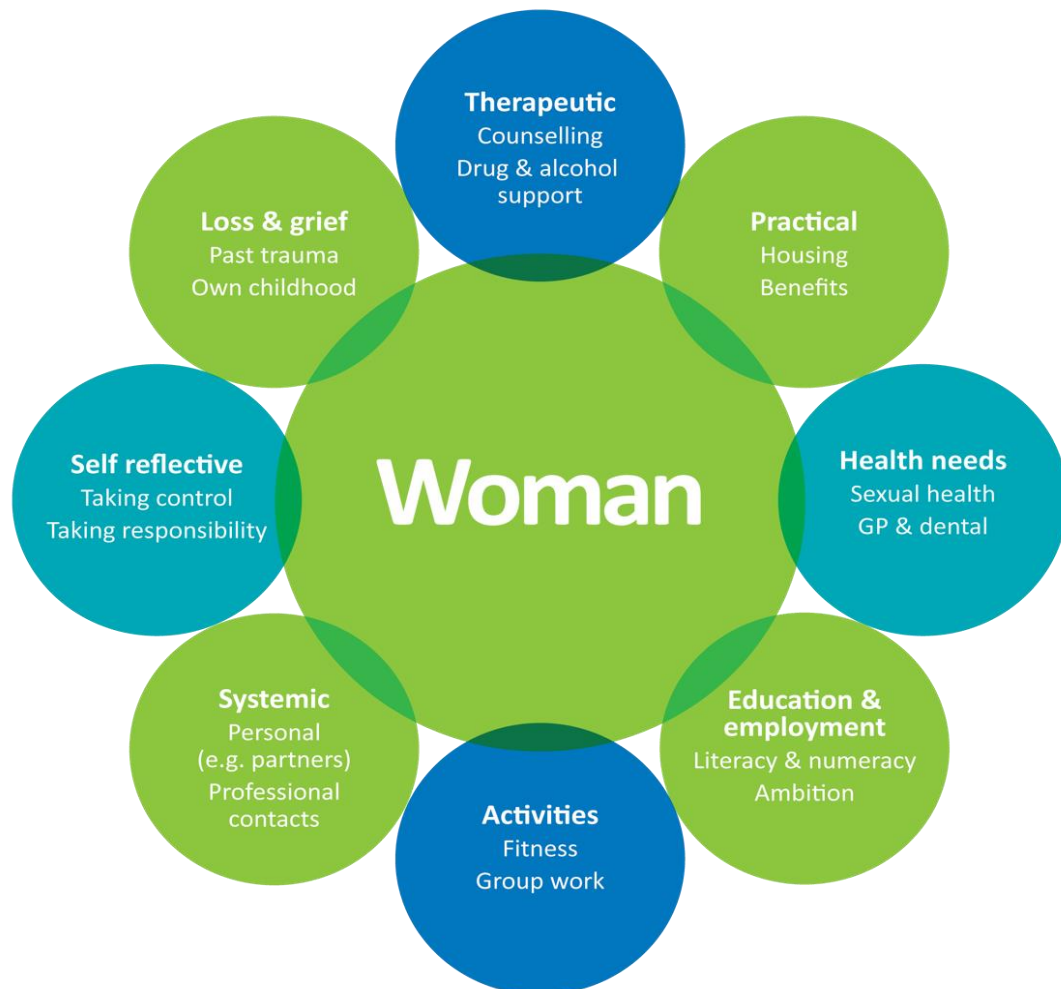 Therapeutic
Counselling
Drug & alcohol
support
Loss & grief
Past trauma
Own childhood
Practical
Housing
Benefits
Self reflective
Taking control
Taking responsibility
Woman
Health needs
Sexual health
GP & dental
Systemic
Personal
(e.g. partners)
Professional
contacts
Education &
employment
Literacy & numeracy
Ambition
Activities
Fitness
Group work